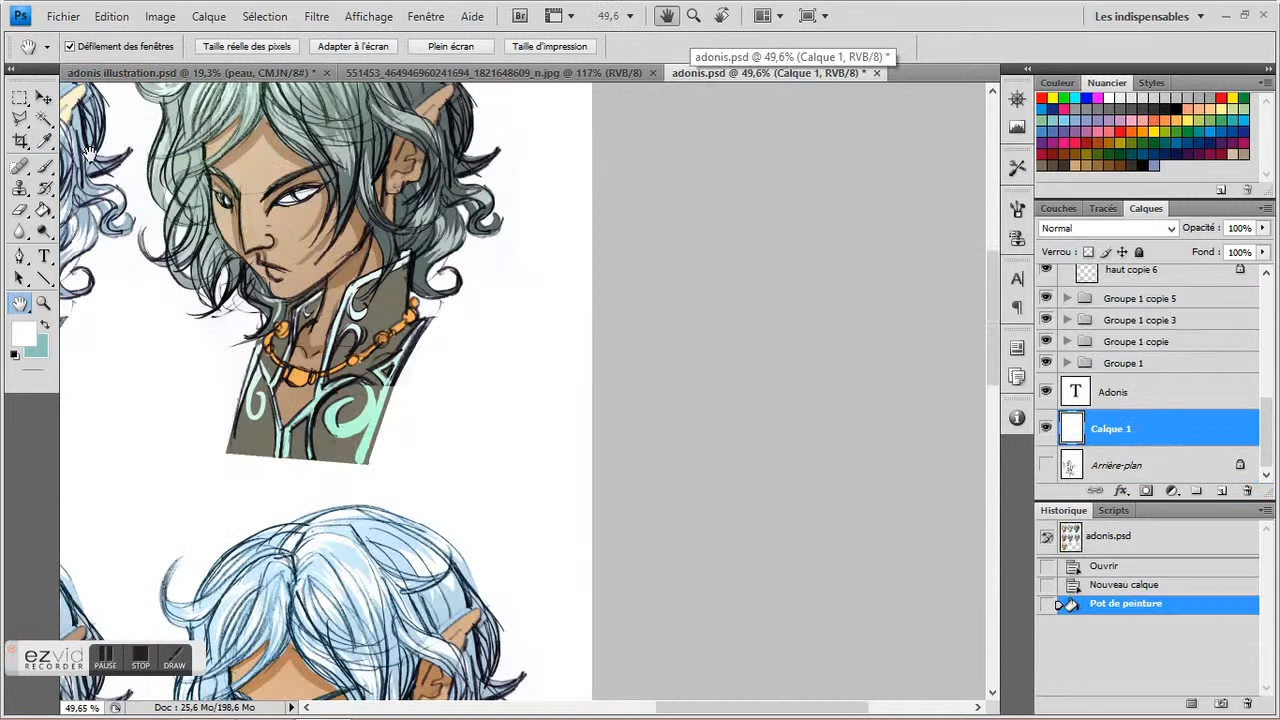 Ps Fichier Edition Image Calque Sélection Filtre Affichage Fenêtre Aide Br 49,6 Les indispensables
Défilement des fenêtres Taille réelle des pixels Adapter à l'écran Plein écran Taille d'impression
adonis.psd @ 49,6% (Calque 1, RVB/8) *
adonis illustration.psd @ 19,3% (peau, CMJN/8#) * 551453_464946960241694_1821648609_n.jpg @ 117% (RVB/8) adonis.psd @ 49,6% (Calque 1, RVB/8) *
Couleur Nuancier Styles
Couches Tracés Calques
Normal Opacité: 100%
Verrou : Fond : 100%
haut copie 6
Groupe 1 copie 5
Groupe 1 copie 3
Groupe 1 copie
Groupe 1
T Adonis
Calque 1
Arrière-plan
fx
Historique Scripts
adonis.psd
Ouvrir
Nouveau calque
Pot de peinture
ezvid
RECORDER
PAUSE STOP DRAW
49,65 % Doc : 25,6 Mo/198,6 Mo